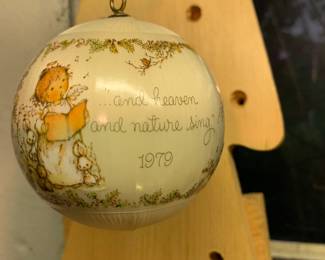 ...and heaven
and nature sing"
1979